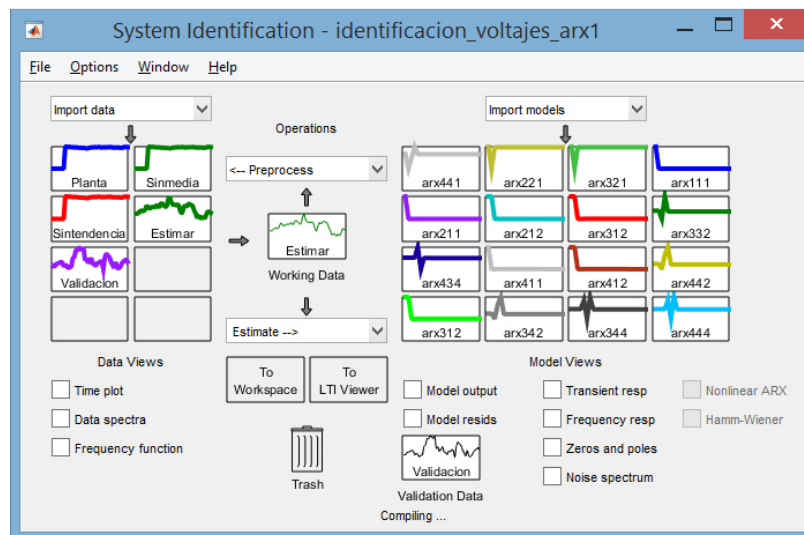 System Identification - identificacion_voltajes_arx1
File Options Window Help
Import data
Import models
Operations
Planta Sinmedia
<-- Preprocess
arx441 arx221 arx321 arx111
Sintendencia Estimar
Estimar
arx211 arx212 arx312 arx332
Validacion
Working Data
arx434 arx411 arx412 arx442
Estimate -->
arx312 arx342 arx344 arx444
Data Views
To Workspace
To LTI Viewer
Model Views
Time plot
Model output
Transient resp
Nonlinear ARX
Data spectra
Model resids
Frequency resp
Hamm-Wiener
Frequency function
Zeros and poles
Validacion
Noise spectrum
Trash
Validation Data
Compiling ...